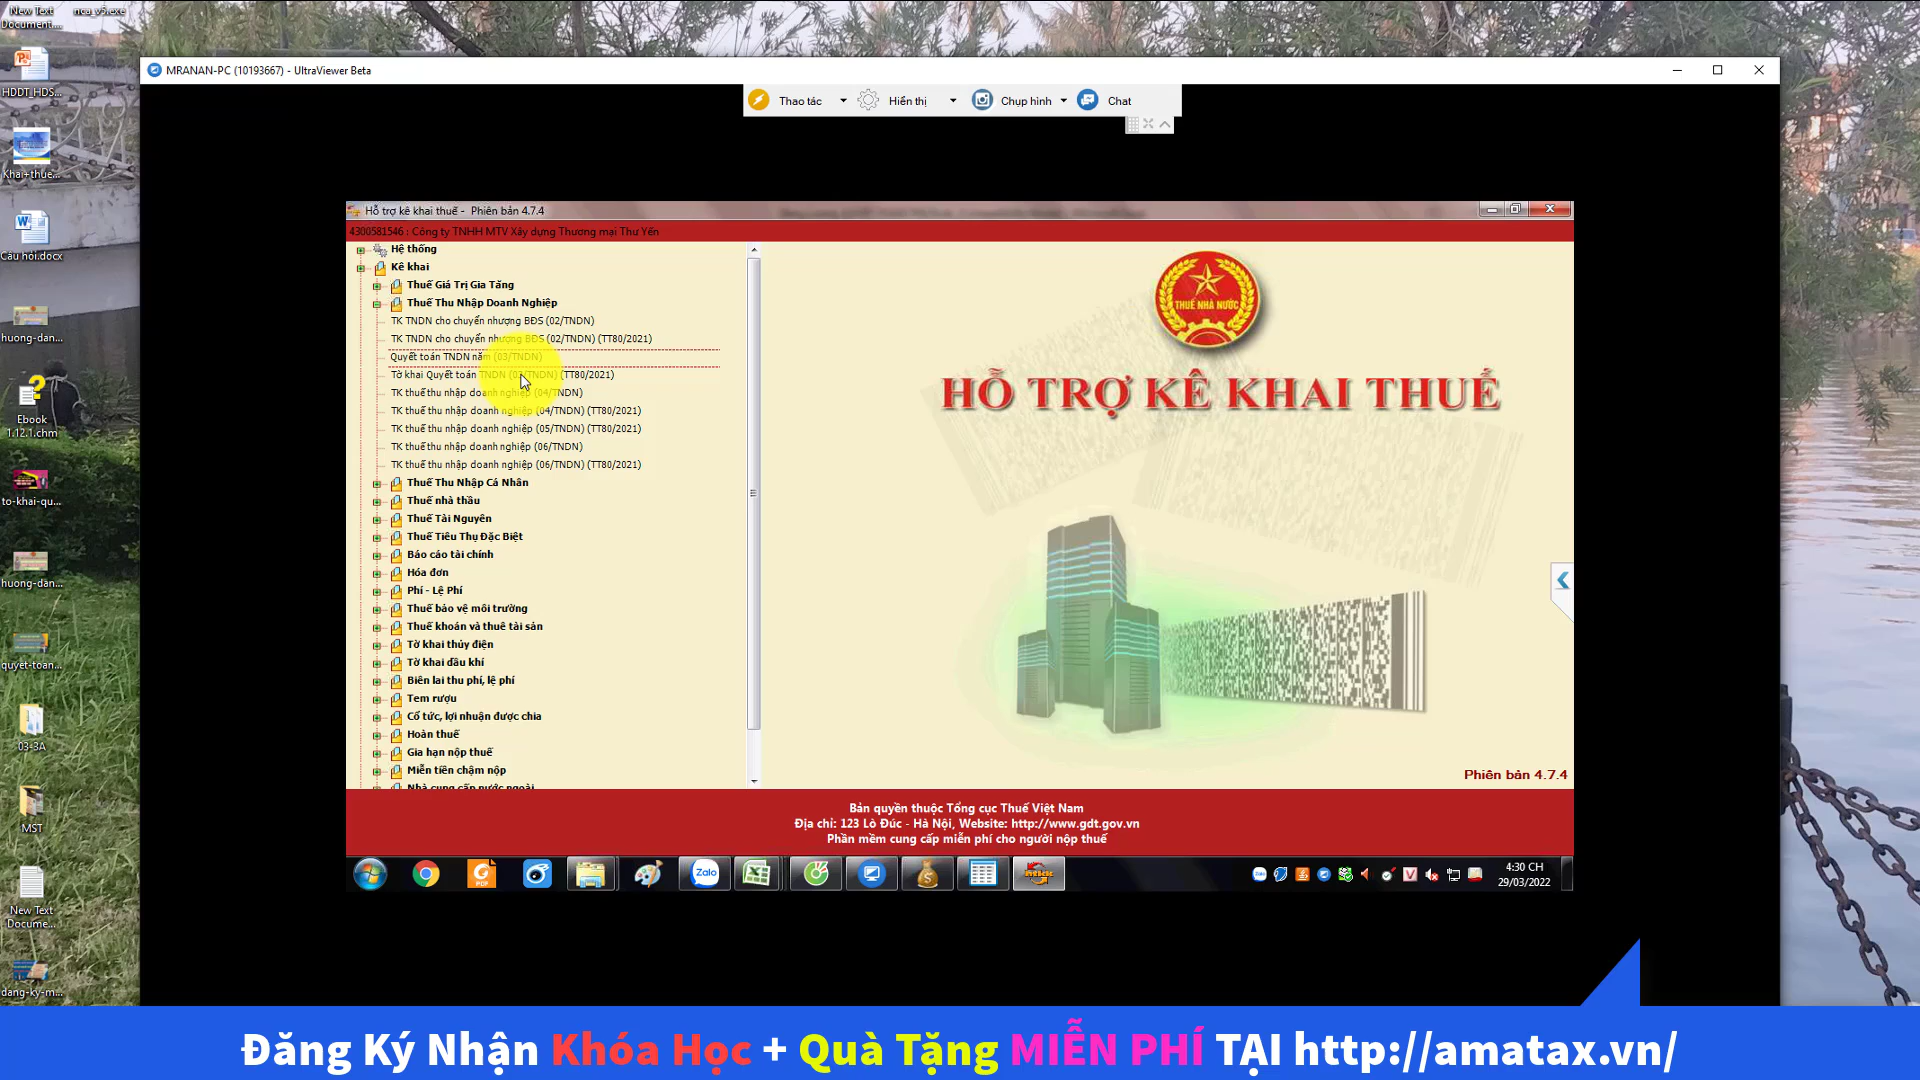 New Text
Document....
nca_v5.exe
HDDT_HDS...
Khai+thue...
Câu hỏi.docx
huong-dan...
Ebook
1.12.1.chm
to-khai-qu...
huong-dan...
quyet-toan...
03-3A
MST
New Text
Docume...
dang-ky-m...
MRANAN-PC (10193667) - UltraViewer Beta
Thao tác
Hiển thị
Chụp hình
Chat
Hỗ trợ kê khai thuế - Phiên bản 4.7.4
4300581546 : Công ty TNHH MTV Xây dựng Thương mại Thư Yến
Hệ thống
Kê khai
Thuế Giá Trị Gia Tăng
Thuế Thu Nhập Doanh Nghiệp
TK TNDN cho chuyển nhượng BĐS (02/TNDN)
TK TNDN cho chuyển nhượng BĐS (02/TNDN) (TT80/2021)
Quyết toán TNDN năm (03/TNDN)
Tờ khai Quyết toán TNDN (03/TNDN) (TT80/2021)
TK thuế thu nhập doanh nghiệp (04/TNDN)
TK thuế thu nhập doanh nghiệp (04/TNDN) (TT80/2021)
TK thuế thu nhập doanh nghiệp (05/TNDN) (TT80/2021)
TK thuế thu nhập doanh nghiệp (06/TNDN)
TK thuế thu nhập doanh nghiệp (06/TNDN) (TT80/2021)
Thuế Thu Nhập Cá Nhân
Thuế nhà thầu
Thuế Tài Nguyên
Thuế Tiêu Thụ Đặc Biệt
Báo cáo tài chính
Hóa đơn
Phí - Lệ Phí
Thuế bảo vệ môi trường
Thuế khoán và thuê tài sản
Tờ khai thủy điện
Tờ khai dầu khí
Biên lai thu phí, lệ phí
Tem rượu
Cổ tức, lợi nhuận được chia
Hoàn thuế
Gia hạn nộp thuế
Miễn tiền chậm nộp
Nhà cung cấp nước ngoài
THUẾ NHÀ NƯỚC
HỖ TRỢ KÊ KHAI THUẾ
Phiên bản 4.7.4
Bản quyền thuộc Tổng cục Thuế Việt Nam
Địa chỉ: 123 Lò Đúc - Hà Nội, Website: http://www.gdt.gov.vn
Phần mềm cung cấp miễn phí cho người nộp thuế
PDF
Zalo
4:30 CH
29/03/2022
Đăng Ký Nhận Khóa Học + Quà Tặng MIỄN PHÍ TẠI http://amatax.vn/